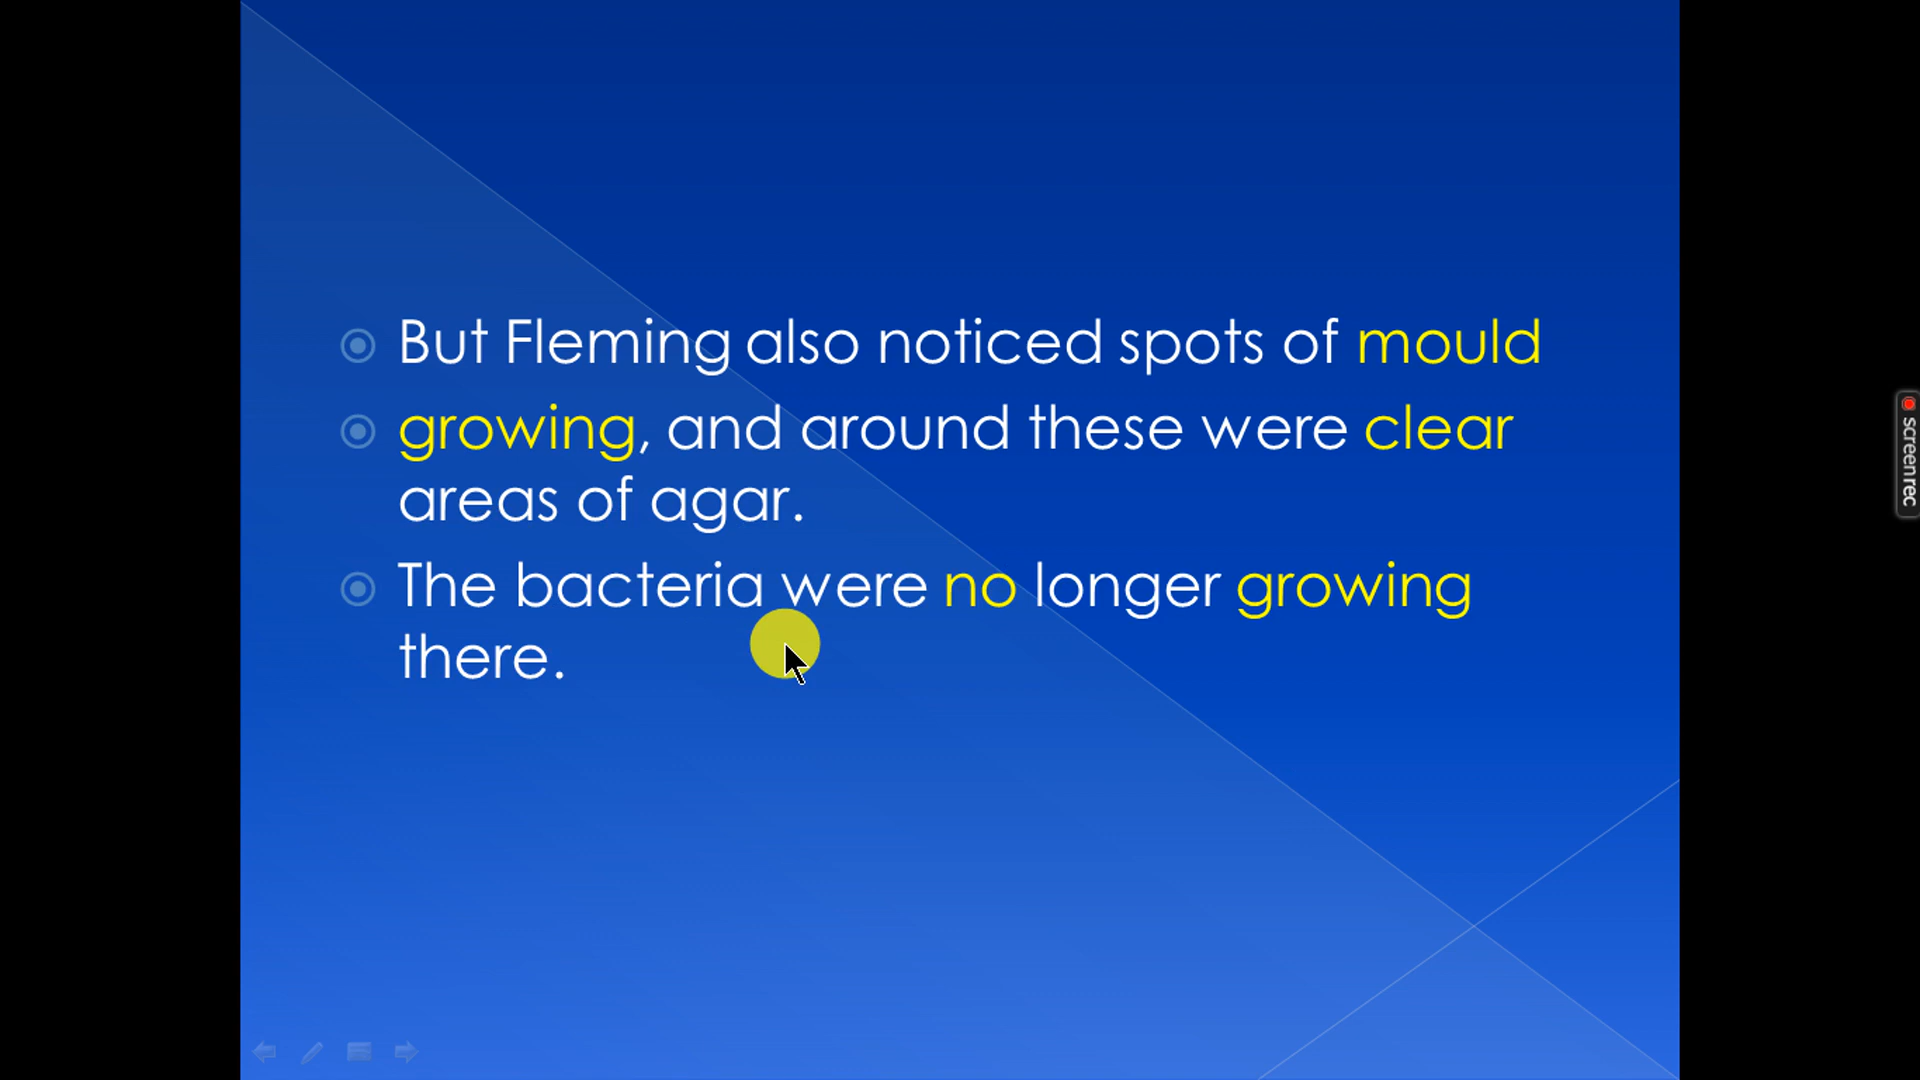 But Fleming also noticed spots of mould
growing, and around these were clear
areas of agar.
The bacteria were no longer growing
there.
screenrec